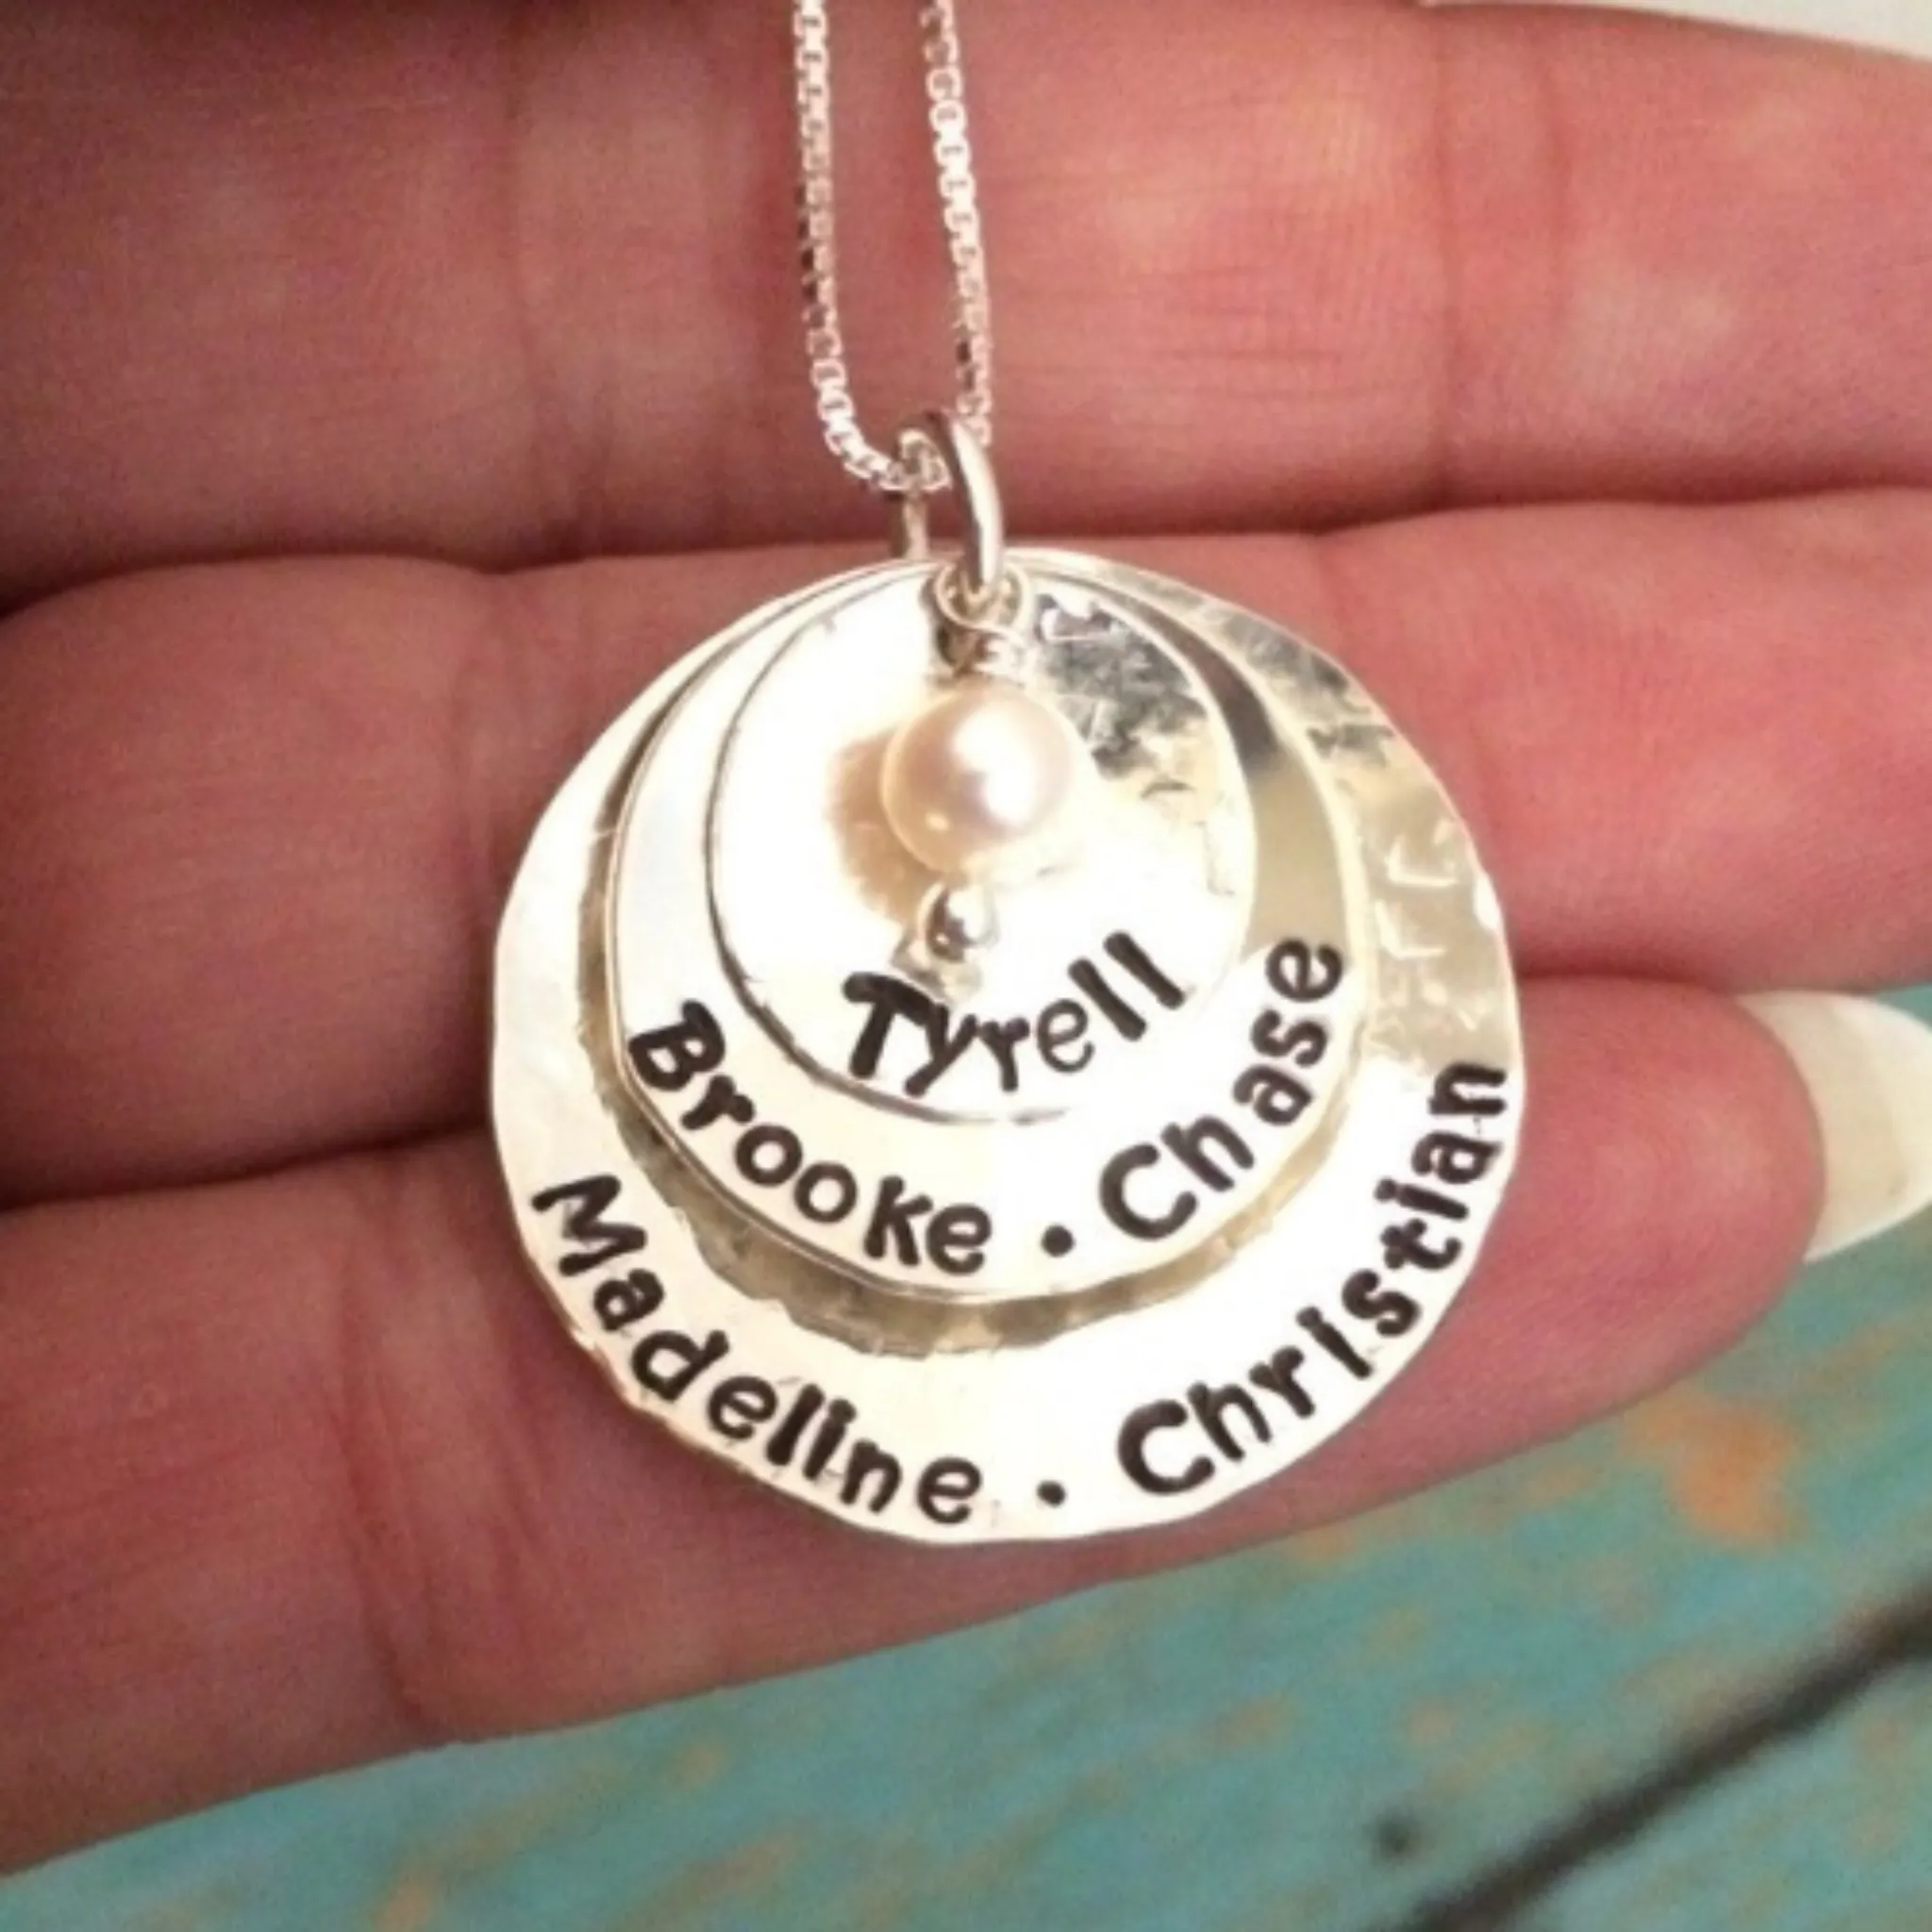 Tyrell
Brooke • Chase
Madeline • Christian